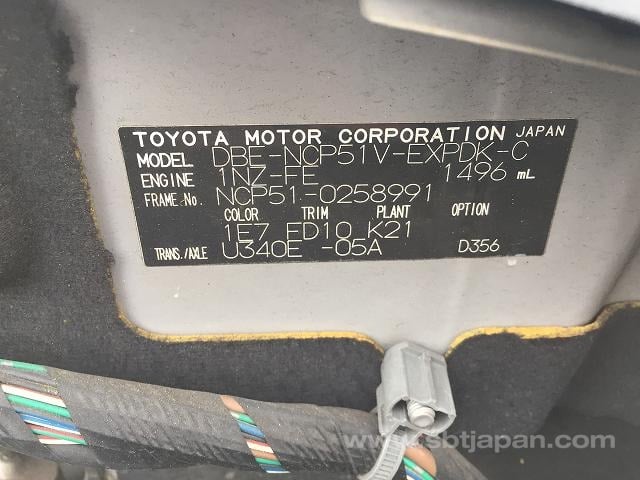 TOYOTA MOTOR CORPORATION JAPAN
MODEL DBE-NCP51V-EXPDK-C
ENGINE 1NZ-FE 1496 mL
FRAME No. NCP51-0258991
COLOR TRIM PLANT OPTION
1E7 FD10 K21
TRANS./AXLE U340E -05A D356
www.sbtjapan.com